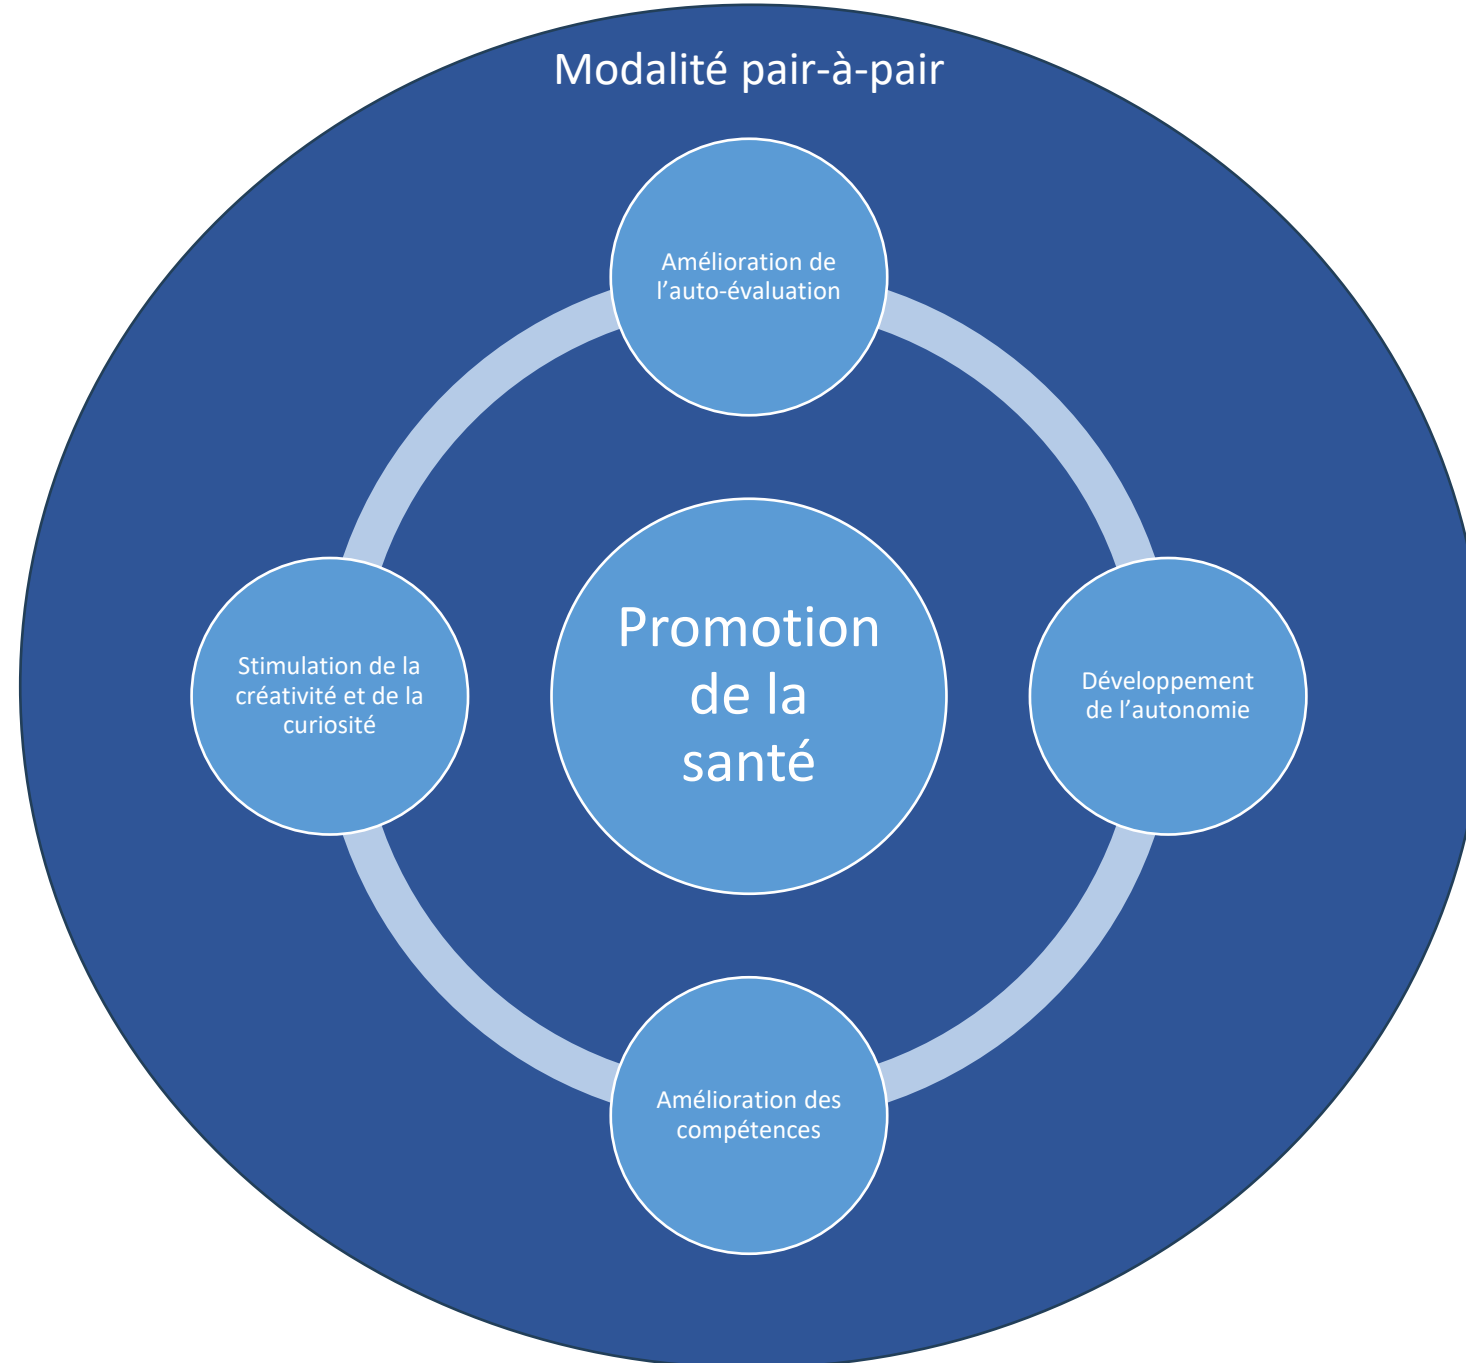 Modalité pair-à-pair
Amélioration de
l’auto-évaluation
Stimulation de la
créativité et de la
curiosité
Promotion
de la
santé
Développement
de l’autonomie
Amélioration des
compétences